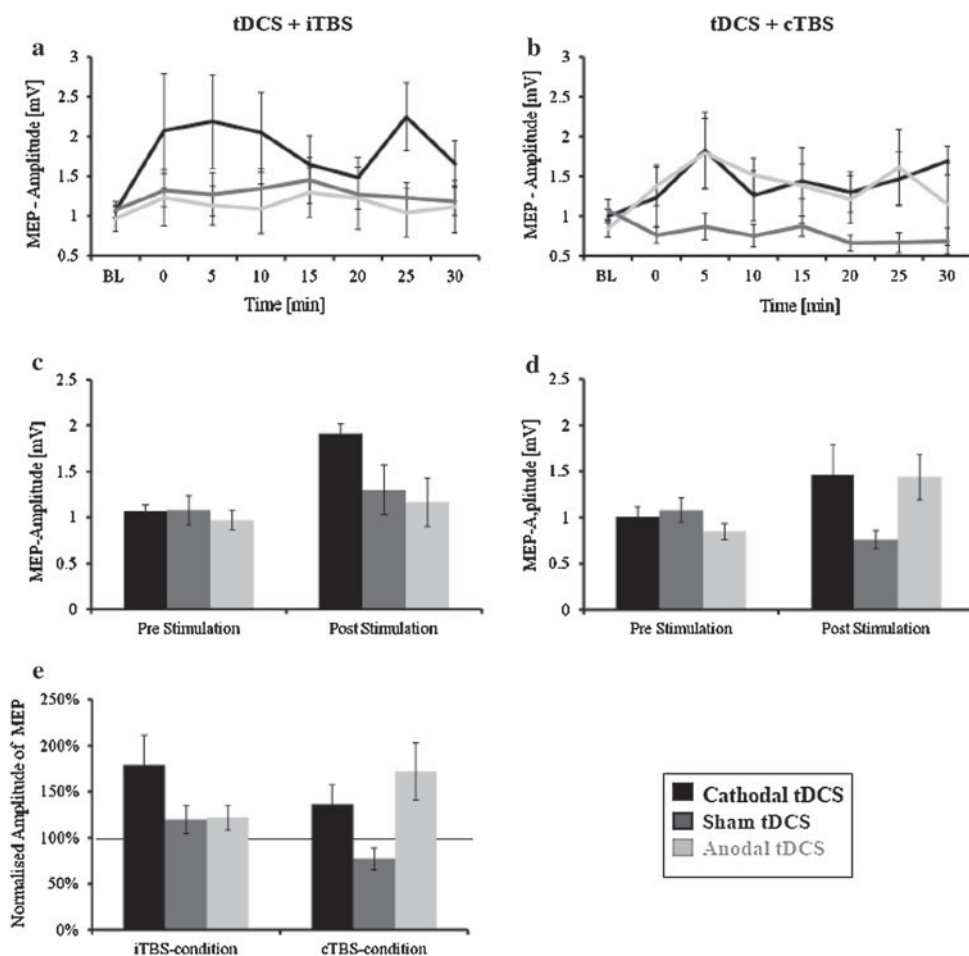 tDCS + iTBS
a
MEP - Amplitude [mV]
3
2.5
2
1.5
1
0.5
BL 0 5 10 15 20 25 30
Time [min]
tDCS + cTBS
b
MEP - Amplitude [mV]
3
2.5
2
1.5
1
0.5
BL 0 5 10 15 20 25 30
Time [min]
c
MEP-Amplitude [mV]
2.5
2
1.5
1
0.5
0
Pre Stimulation Post Stimulation
d
MEP-A,plitude [mV]
2.5
2
1.5
1
0.5
0
Pre Stimulation Post Stimulation
e
Normalised Amplitude of MEP
250%
200%
150%
100%
50%
0%
iTBS-condition cTBS-condition
Cathodal tDCS
Sham tDCS
Anodal tDCS